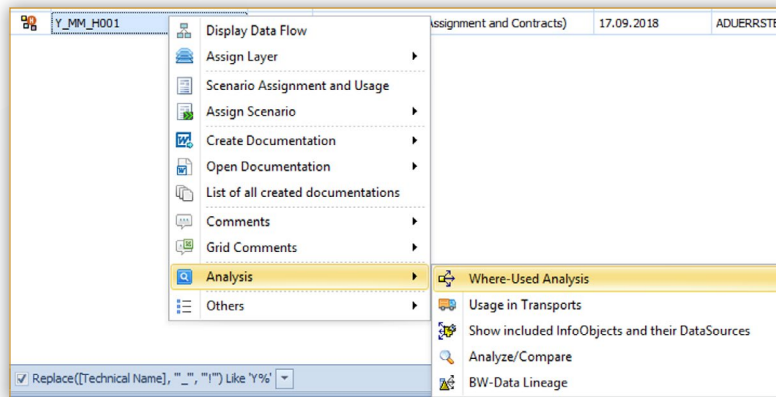 Y_MM_H001 Assignment and Contracts) 17.09.2018 ADUERRSTE
Display Data Flow
Assign Layer
Scenario Assignment and Usage
Assign Scenario
Create Documentation
Open Documentation
List of all created documentations
Comments
Grid Comments
Analysis
Where-Used Analysis
Others
Usage in Transports
Show included InfoObjects and their DataSources
Analyze/Compare
Replace([Technical Name], '"_"', '"!"') Like 'Y%'
BW-Data Lineage